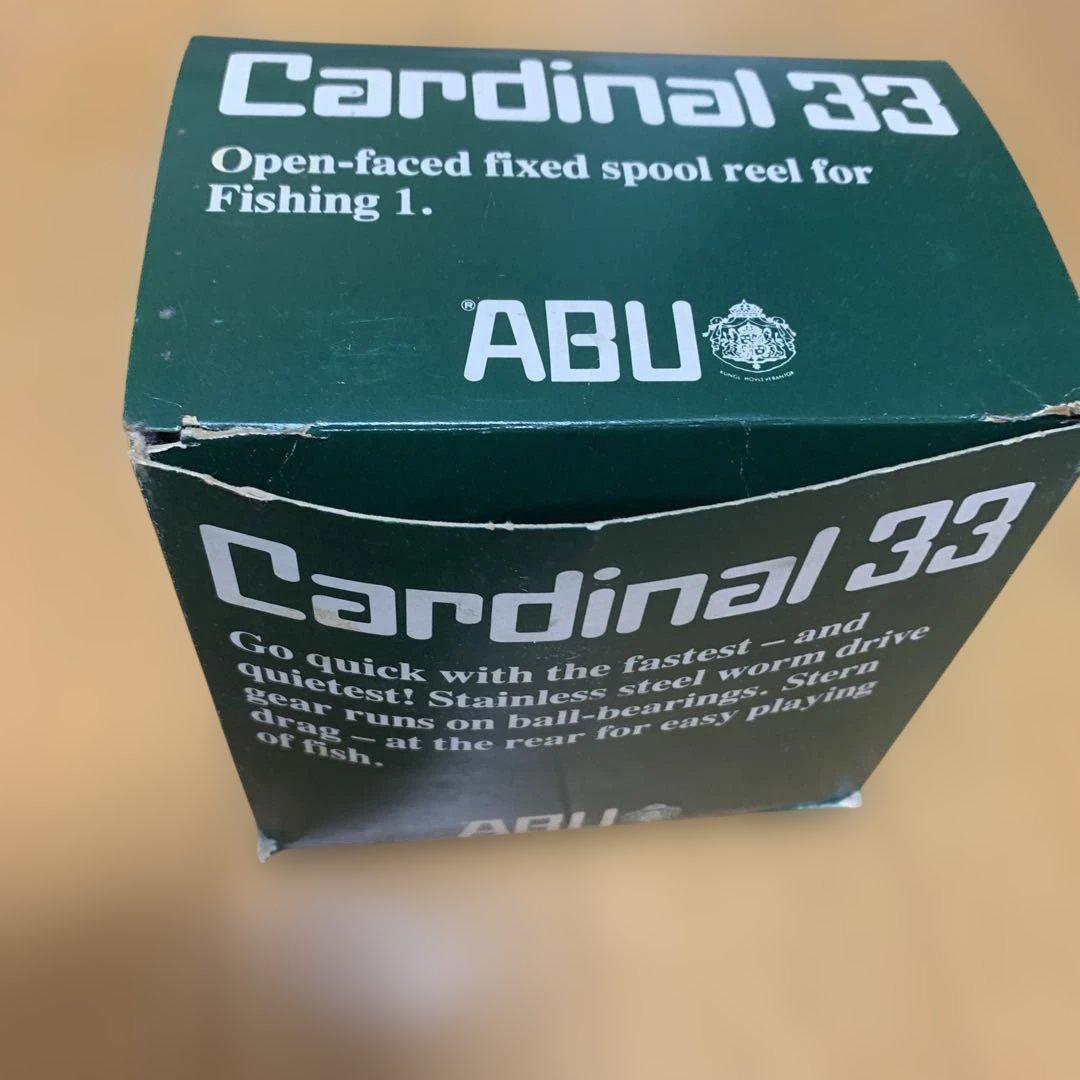 Cardinal 33
Open-faced fixed spool reel for
Fishing 1.
®ABU
KUNGL. HOVLEVERANTÖR
Cardinal 33
Go quick with the fastest – and
quietest! Stainless steel worm drive
gear runs on ball-bearings. Stern
drag – at the rear for easy playing
of fish.
ABU